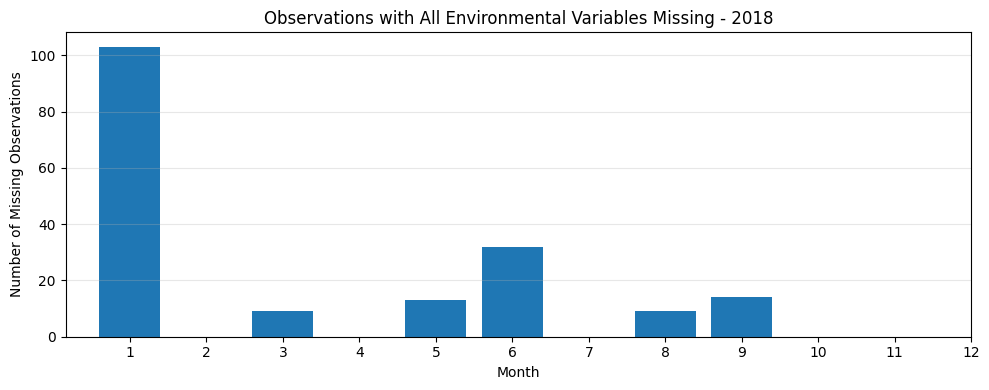 Observations with All Environmental Variables Missing - 2018
Number of Missing Observations
100
80
60
40
20
0
1 2 3 4 5 6 7 8 9 10 11 12
Month